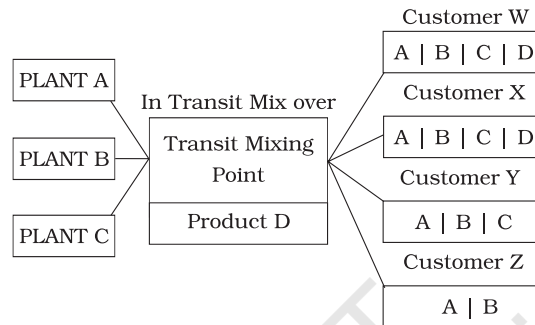 PLANT A
PLANT B
PLANT C
In Transit Mix over
Transit Mixing
Point
Product D
Customer W
A | B | C | D
Customer X
A | B | C | D
Customer Y
A | B | C
Customer Z
A | B